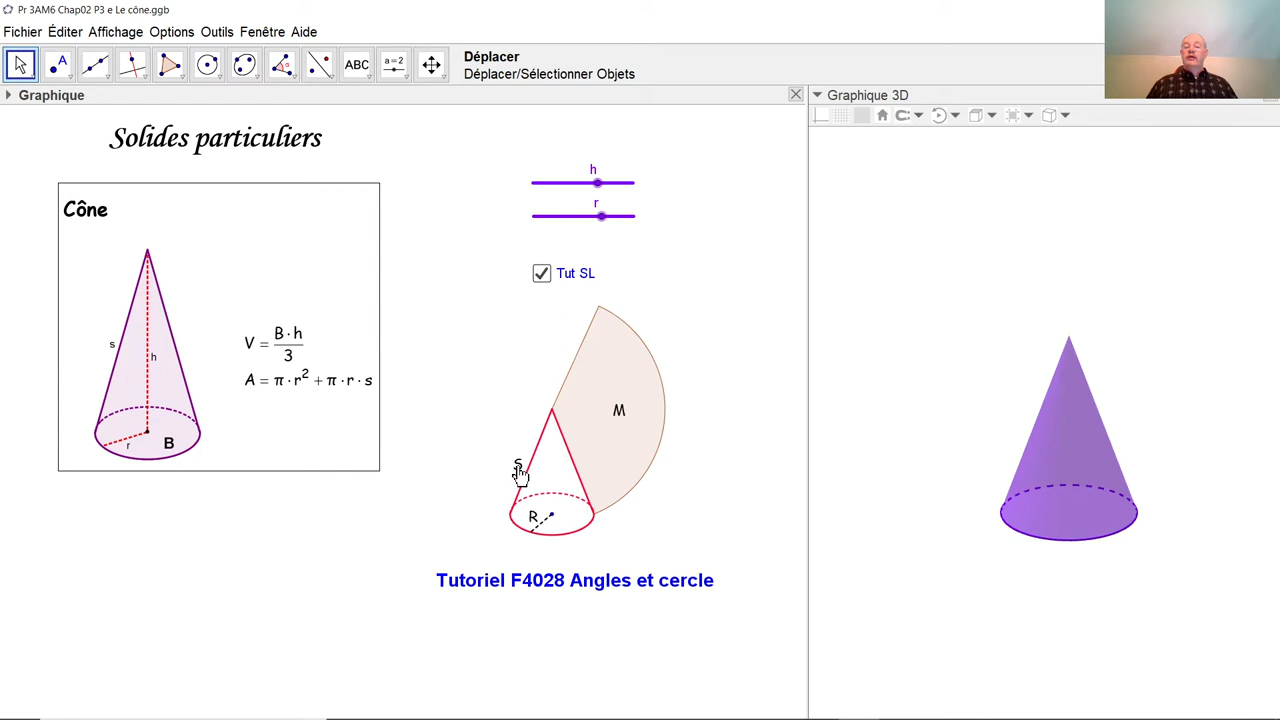 Pr 3AM6 Chap02 P3 e Le cône.ggb
Fichier Éditer Affichage Options Outils Fenêtre Aide
A
ABC
a=2
Déplacer
Déplacer/Sélectionner Objets
Graphique
Graphique 3D
Solides particuliers
Cône
s
h
r
B
V = B·h / 3
A = π·r² + π·r·s
h
r
Tut SL
M
s
R
Tutoriel F4028 Angles et cercle